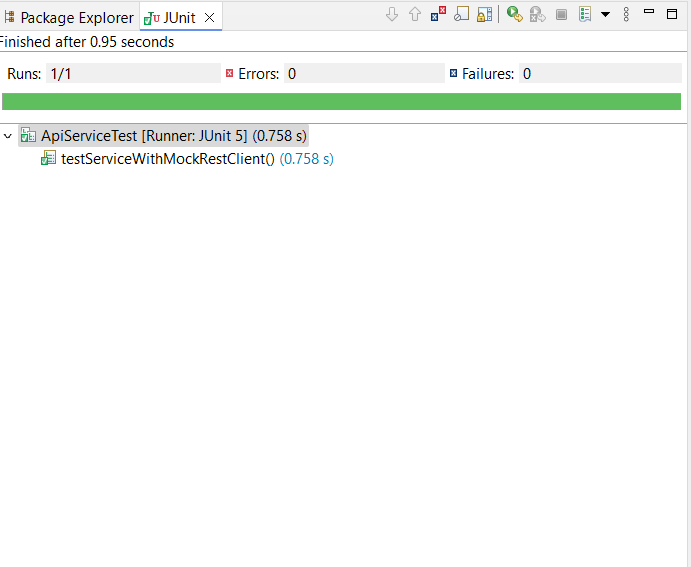 Package Explorer JUnit
Finished after 0.95 seconds
Runs: 1/1 Errors: 0 Failures: 0
ApiServiceTest [Runner: JUnit 5] (0.758 s)
testServiceWithMockRestClient() (0.758 s)